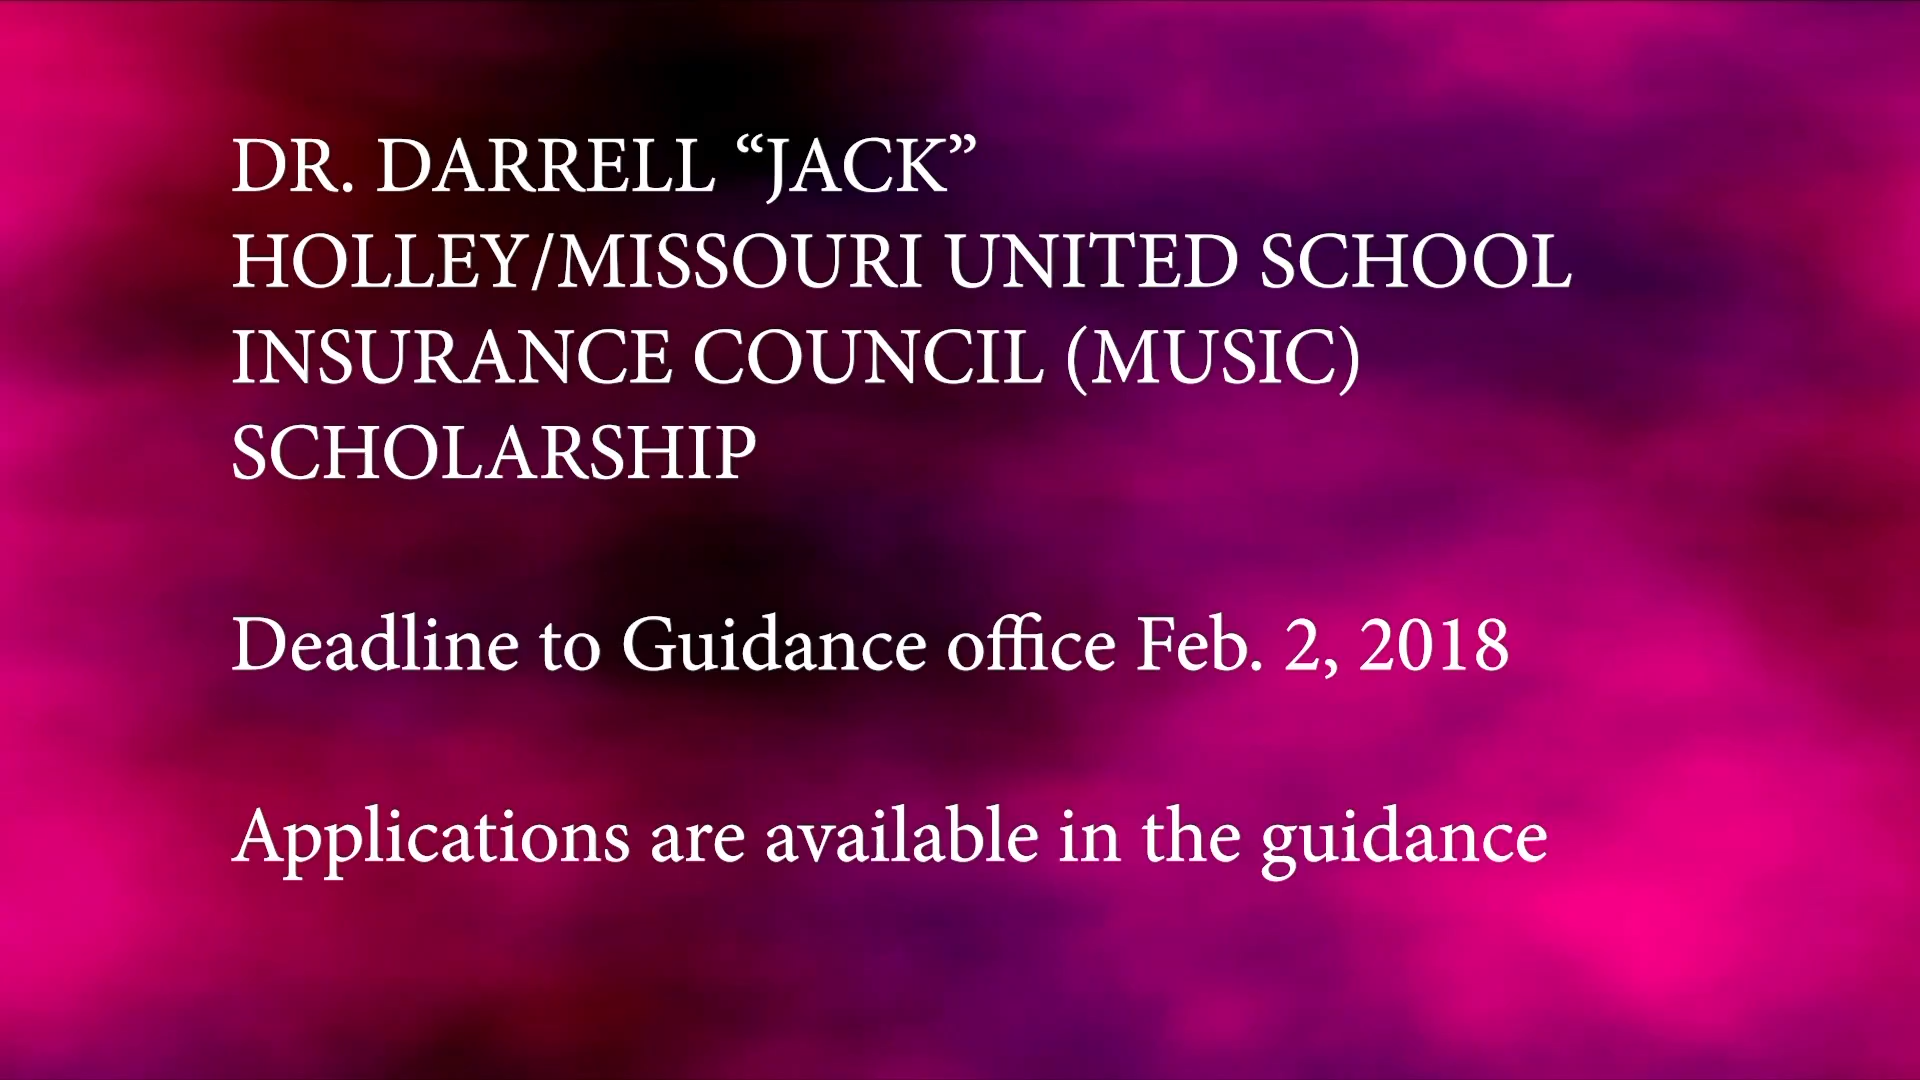 DR. DARRELL “JACK”
HOLLEY/MISSOURI UNITED SCHOOL
INSURANCE COUNCIL (MUSIC)
SCHOLARSHIP
Deadline to Guidance office Feb. 2, 2018
Applications are available in the guidance